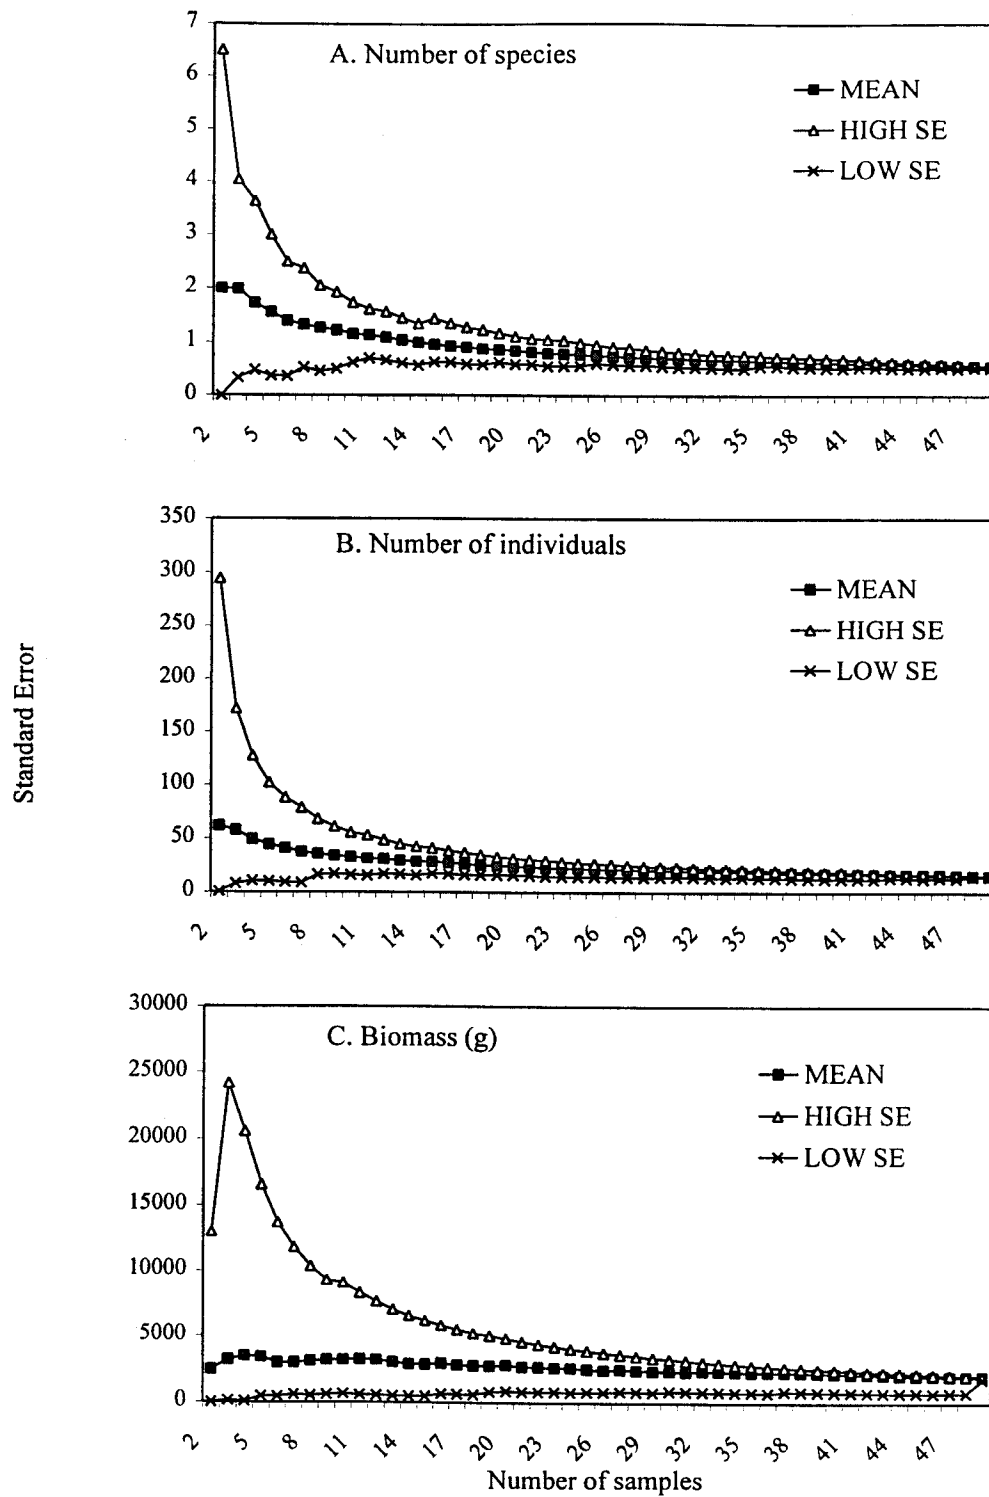 A. Number of species
MEAN
HIGH SE
LOW SE
7
6
5
4
3
2
1
0
2 5 8 11 14 17 20 23 26 29 32 35 38 41 44 47
B. Number of individuals
MEAN
HIGH SE
LOW SE
350
300
250
200
150
100
50
0
2 5 8 11 14 17 20 23 26 29 32 35 38 41 44 47
Standard Error
C. Biomass (g)
MEAN
HIGH SE
LOW SE
30000
25000
20000
15000
10000
5000
0
2 5 8 11 14 17 20 23 26 29 32 35 38 41 44 47
Number of samples